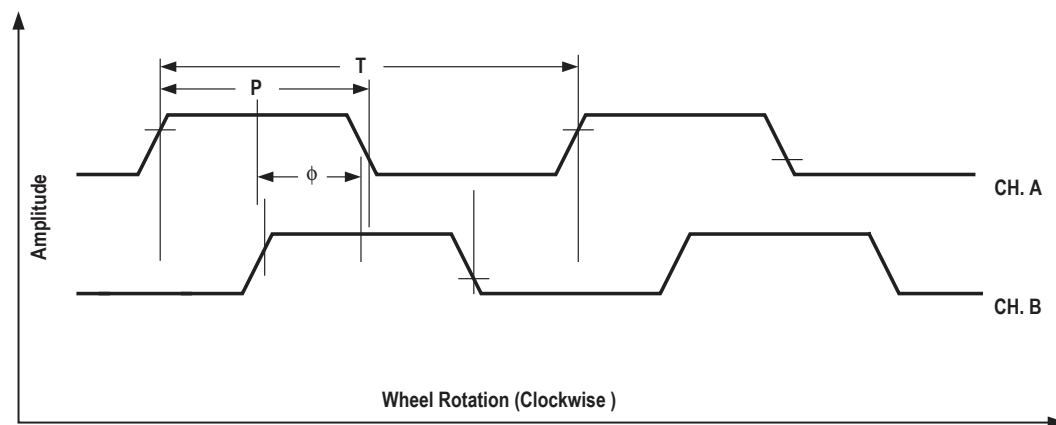 T
P
ϕ
CH. A
Amplitude
CH. B
Wheel Rotation (Clockwise )